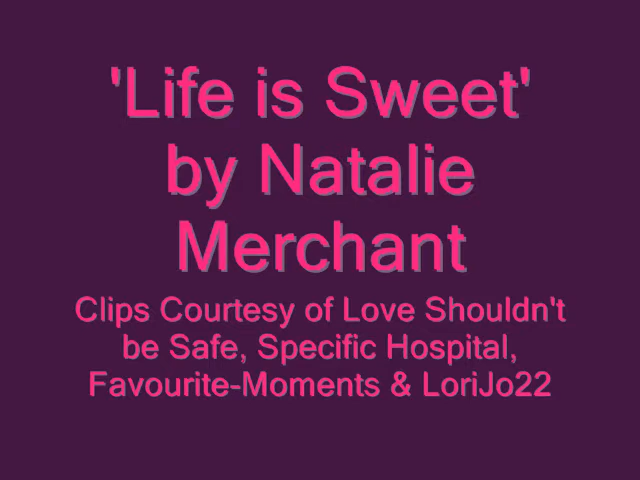 'Life is Sweet'
by Natalie
Merchant
Clips Courtesy of Love Shouldn't
be Safe, Specific Hospital,
Favourite-Moments & LoriJo22